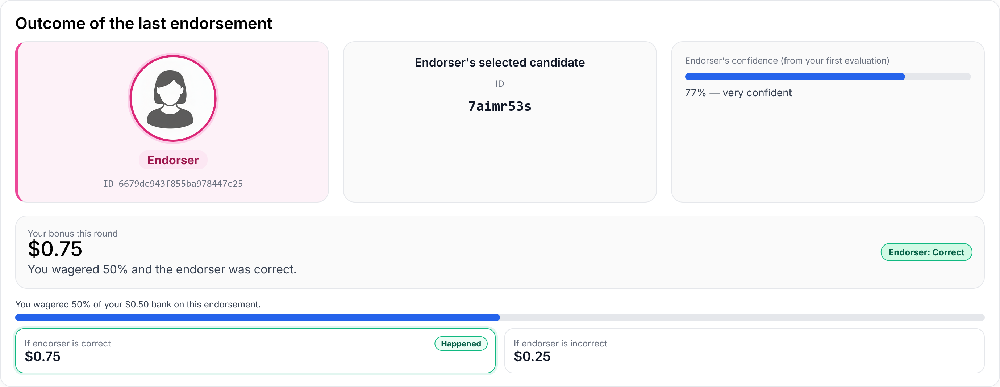 Outcome of the last endorsement
Endorser
ID 6679dc943f855ba978447c25
Endorser's selected candidate
ID
7aimr53s
Endorser's confidence (from your first evaluation)
77% — very confident
Your bonus this round
$0.75
You wagered 50% and the endorser was correct.
Endorser: Correct
You wagered 50% of your $0.50 bank on this endorsement.
If endorser is correct
$0.75
Happened
If endorser is incorrect
$0.25